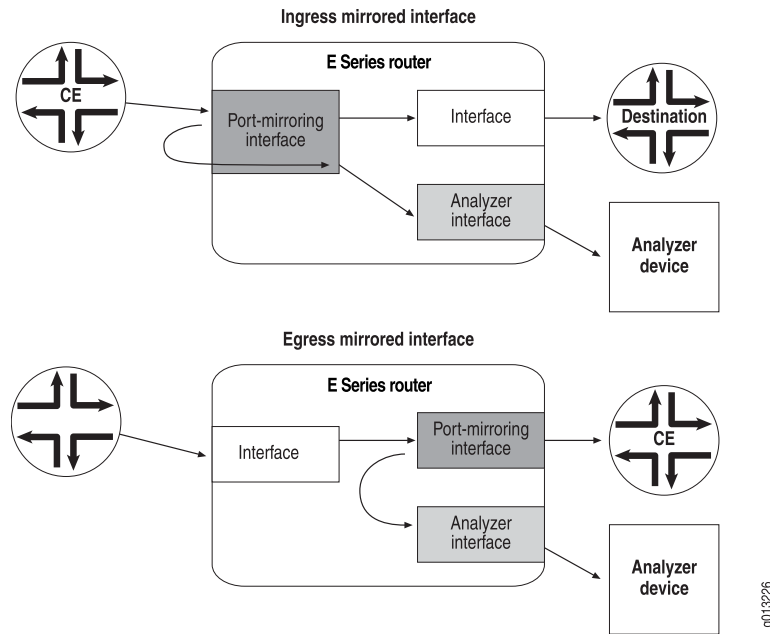 Ingress mirrored interface
E Series router
CE
Port-mirroring
interface
Interface
Destination
Analyzer
interface
Analyzer
device
Egress mirrored interface
E Series router
Interface
Port-mirroring
interface
CE
Analyzer
interface
Analyzer
device
g013226